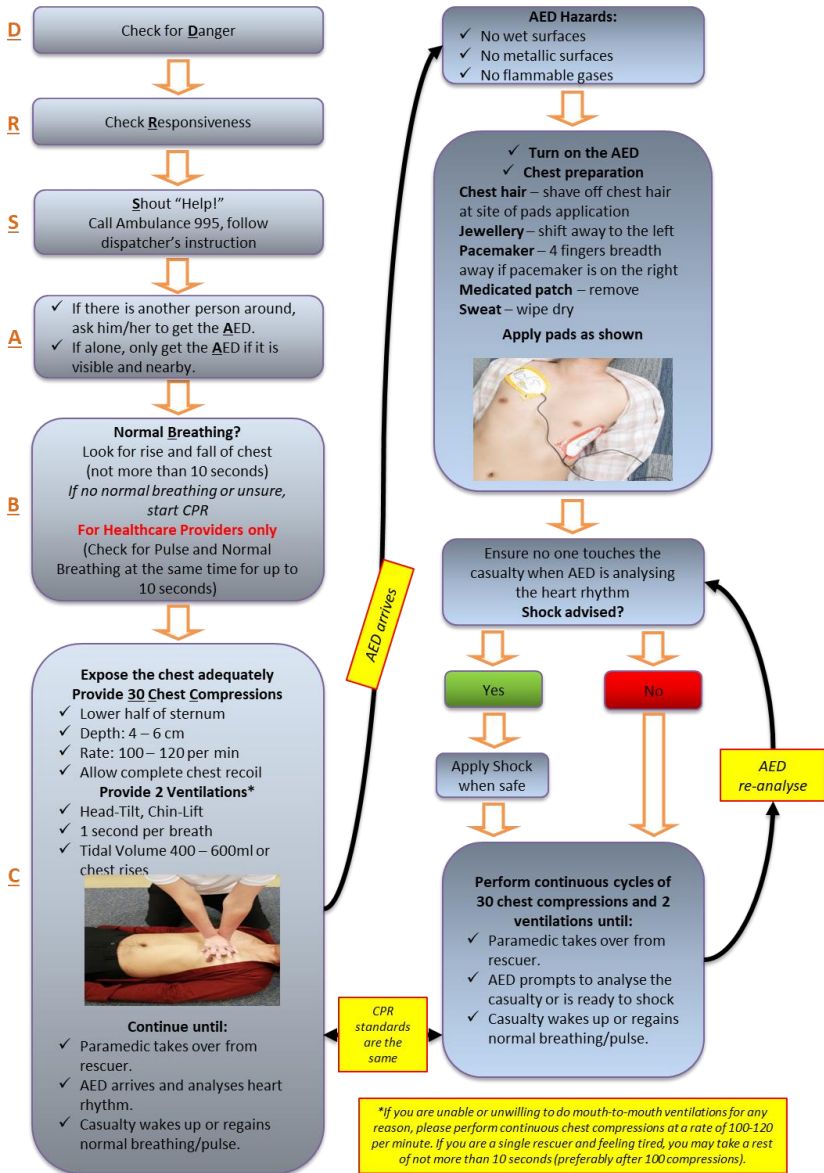 D
Check for Danger
R
Check Responsiveness
S
Shout “Help!”
Call Ambulance 995, follow
dispatcher’s instruction
A
✓ If there is another person around,
ask him/her to get the AED.
✓ If alone, only get the AED if it is
visible and nearby.
B
Normal Breathing?
Look for rise and fall of chest
(not more than 10 seconds)
If no normal breathing or unsure,
start CPR
For Healthcare Providers only
(Check for Pulse and Normal
Breathing at the same time for up to
10 seconds)
C
Expose the chest adequately
Provide 30 Chest Compressions
✓ Lower half of sternum
✓ Depth: 4 – 6 cm
✓ Rate: 100 – 120 per min
✓ Allow complete chest recoil
Provide 2 Ventilations*
✓ Head-Tilt, Chin-Lift
✓ 1 second per breath
✓ Tidal Volume 400 – 600ml or
chest rises
Continue until:
✓ Paramedic takes over from
rescuer.
✓ AED arrives and analyses heart
rhythm.
✓ Casualty wakes up or regains
normal breathing/pulse.
AED arrives
AED Hazards:
✓ No wet surfaces
✓ No metallic surfaces
✓ No flammable gases
✓ Turn on the AED
✓ Chest preparation
Chest hair – shave off chest hair
at site of pads application
Jewellery – shift away to the left
Pacemaker – 4 fingers breadth
away if pacemaker is on the right
Medicated patch – remove
Sweat – wipe dry
Apply pads as shown
Ensure no one touches the
casualty when AED is analysing
the heart rhythm
Shock advised?
Yes
No
Apply Shock
when safe
AED
re-analyse
Perform continuous cycles of
30 chest compressions and 2
ventilations until:
✓ Paramedic takes over from
rescuer.
✓ AED prompts to analyse the
casualty or is ready to shock
✓ Casualty wakes up or regains
normal breathing/pulse.
CPR
standards
are the
same
*If you are unable or unwilling to do mouth-to-mouth ventilations for any
reason, please perform continuous chest compressions at a rate of 100-120
per minute. If you are a single rescuer and feeling tired, you may take a rest
of not more than 10 seconds (preferably after 100 compressions).